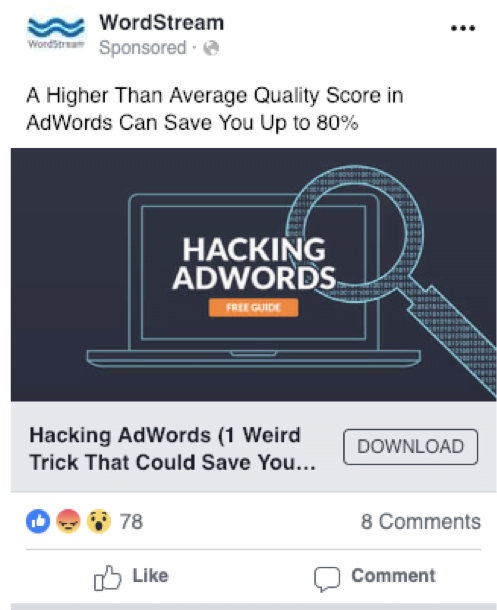 WordStream
WordStream
Sponsored ·
A Higher Than Average Quality Score in
AdWords Can Save You Up to 80%
HACKING
ADWORDS
FREE GUIDE
Hacking AdWords (1 Weird
Trick That Could Save You...
DOWNLOAD
78
8 Comments
Like
Comment